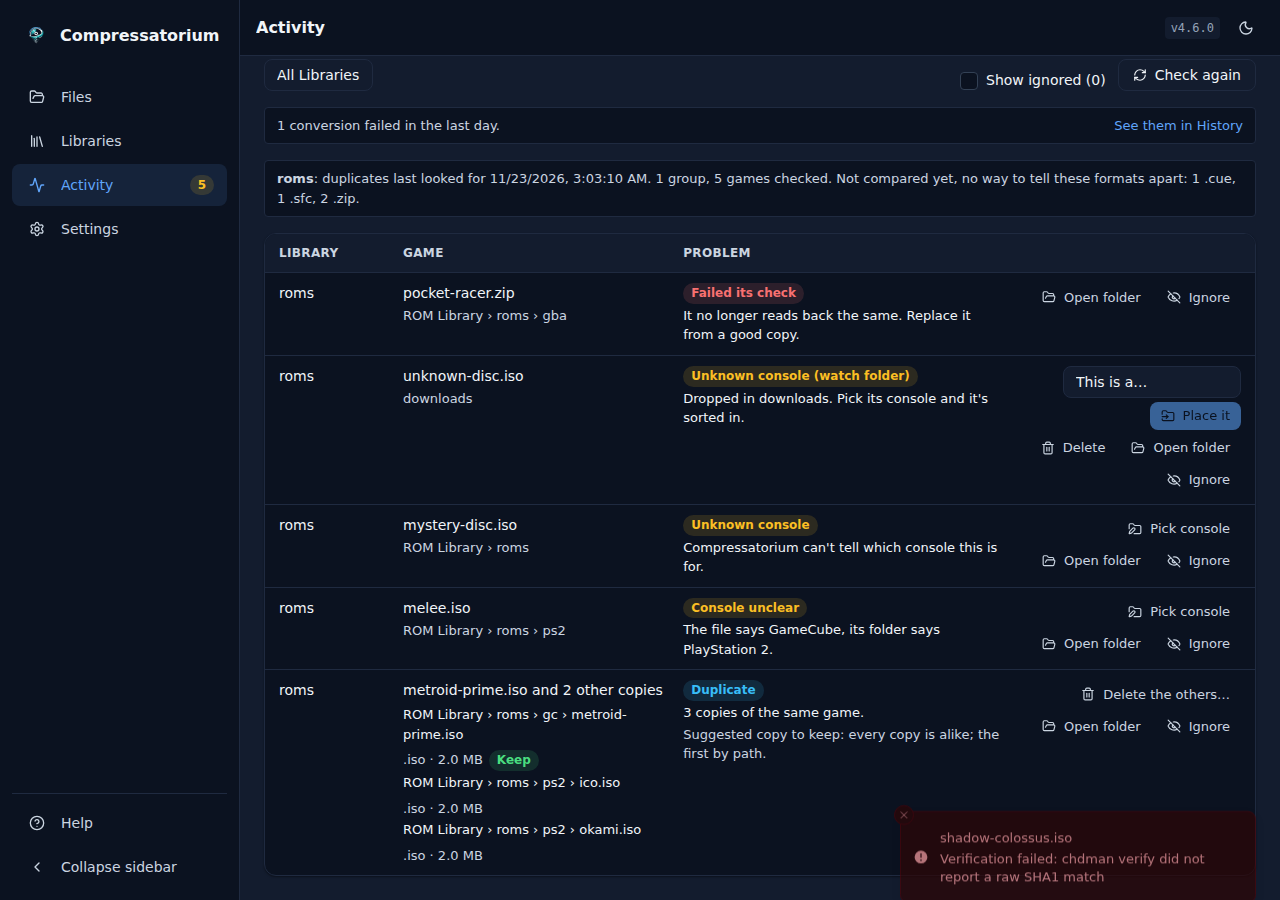 Compressatorium
Activity
v4.6.0
Files
Libraries
Activity
5
Settings
Help
Collapse sidebar
All Libraries
Show ignored (0)
Check again
1 conversion failed in the last day.
See them in History
roms: duplicates last looked for 11/23/2026, 3:03:10 AM. 1 group, 5 games checked. Not compared yet, no way to tell these formats apart: 1 .cue,
1 .sfc, 2 .zip.
LIBRARY
GAME
PROBLEM
roms
pocket-racer.zip
ROM Library › roms › gba
Failed its check
It no longer reads back the same. Replace it
from a good copy.
Open folder
Ignore
roms
unknown-disc.iso
downloads
Unknown console (watch folder)
Dropped in downloads. Pick its console and it's
sorted in.
This is a...
Place it
Delete
Open folder
Ignore
roms
mystery-disc.iso
ROM Library › roms
Unknown console
Compressatorium can't tell which console this is
for.
Pick console
Open folder
Ignore
roms
melee.iso
ROM Library › roms › ps2
Console unclear
The file says GameCube, its folder says
PlayStation 2.
Pick console
Open folder
Ignore
roms
metroid-prime.iso and 2 other copies
ROM Library › roms › gc › metroid-
prime.iso
.iso · 2.0 MB Keep
ROM Library › roms › ps2 › ico.iso
.iso · 2.0 MB
ROM Library › roms › ps2 › okami.iso
.iso · 2.0 MB
Duplicate
3 copies of the same game.
Suggested copy to keep: every copy is alike; the
first by path.
Delete the others...
Open folder
Ignore
shadow-colossus.iso
Verification failed: chdman verify did not
report a raw SHA1 match